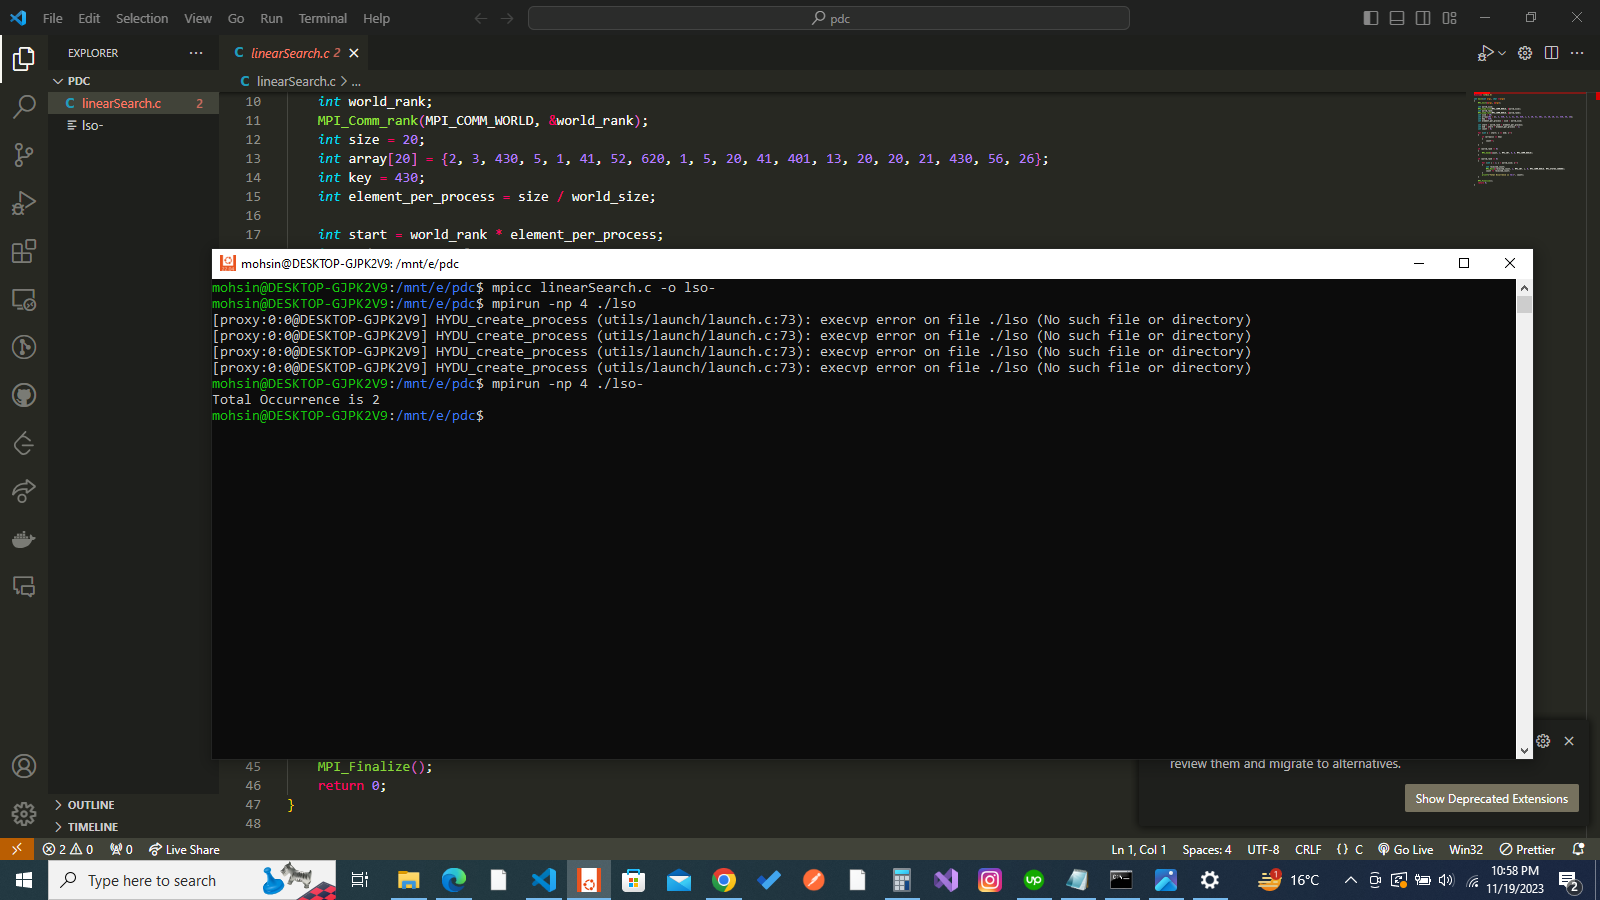 File Edit Selection View Go Run Terminal Help
pdc
EXPLORER
linearSearch.c 2
PDC
linearSearch.c > ...
linearSearch.c 2
lso-
10 int world_rank;
11 MPI_Comm_rank(MPI_COMM_WORLD, &world_rank);
12 int size = 20;
13 int array[20] = {2, 3, 430, 5, 1, 41, 52, 620, 1, 5, 20, 41, 401, 13, 20, 20, 21, 430, 56, 26};
14 int key = 430;
15 int element_per_process = size / world_size;
16
17 int start = world_rank * element_per_process;
mohsin@DESKTOP-GJPK2V9: /mnt/e/pdc
mohsin@DESKTOP-GJPK2V9:/mnt/e/pdc$ mpicc linearSearch.c -o lso-
mohsin@DESKTOP-GJPK2V9:/mnt/e/pdc$ mpirun -np 4 ./lso
[proxy:0:0@DESKTOP-GJPK2V9] HYDU_create_process (utils/launch/launch.c:73): execvp error on file ./lso (No such file or directory)
[proxy:0:0@DESKTOP-GJPK2V9] HYDU_create_process (utils/launch/launch.c:73): execvp error on file ./lso (No such file or directory)
[proxy:0:0@DESKTOP-GJPK2V9] HYDU_create_process (utils/launch/launch.c:73): execvp error on file ./lso (No such file or directory)
[proxy:0:0@DESKTOP-GJPK2V9] HYDU_create_process (utils/launch/launch.c:73): execvp error on file ./lso (No such file or directory)
mohsin@DESKTOP-GJPK2V9:/mnt/e/pdc$ mpirun -np 4 ./lso-
Total Occurrence is 2
mohsin@DESKTOP-GJPK2V9:/mnt/e/pdc$
45 MPI_Finalize();
46 return 0;
47 }
48
review them and migrate to alternatives.
Show Deprecated Extensions
OUTLINE
TIMELINE
2 0 0 Live Share
Ln 1, Col 1 Spaces: 4 UTF-8 CRLF {} C Go Live Win32 Prettier
Type here to search
up
1 16°C
10:58 PM
11/19/2023
2